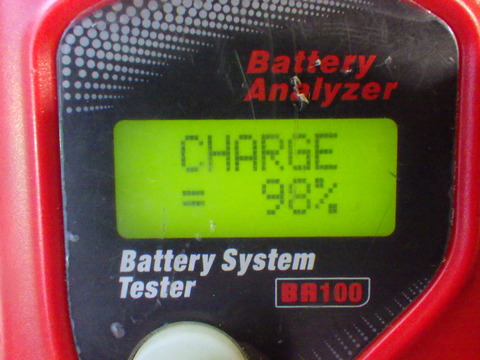 Battery
Analyzer
CHARGE
= 98%
Battery System
Tester
BR100